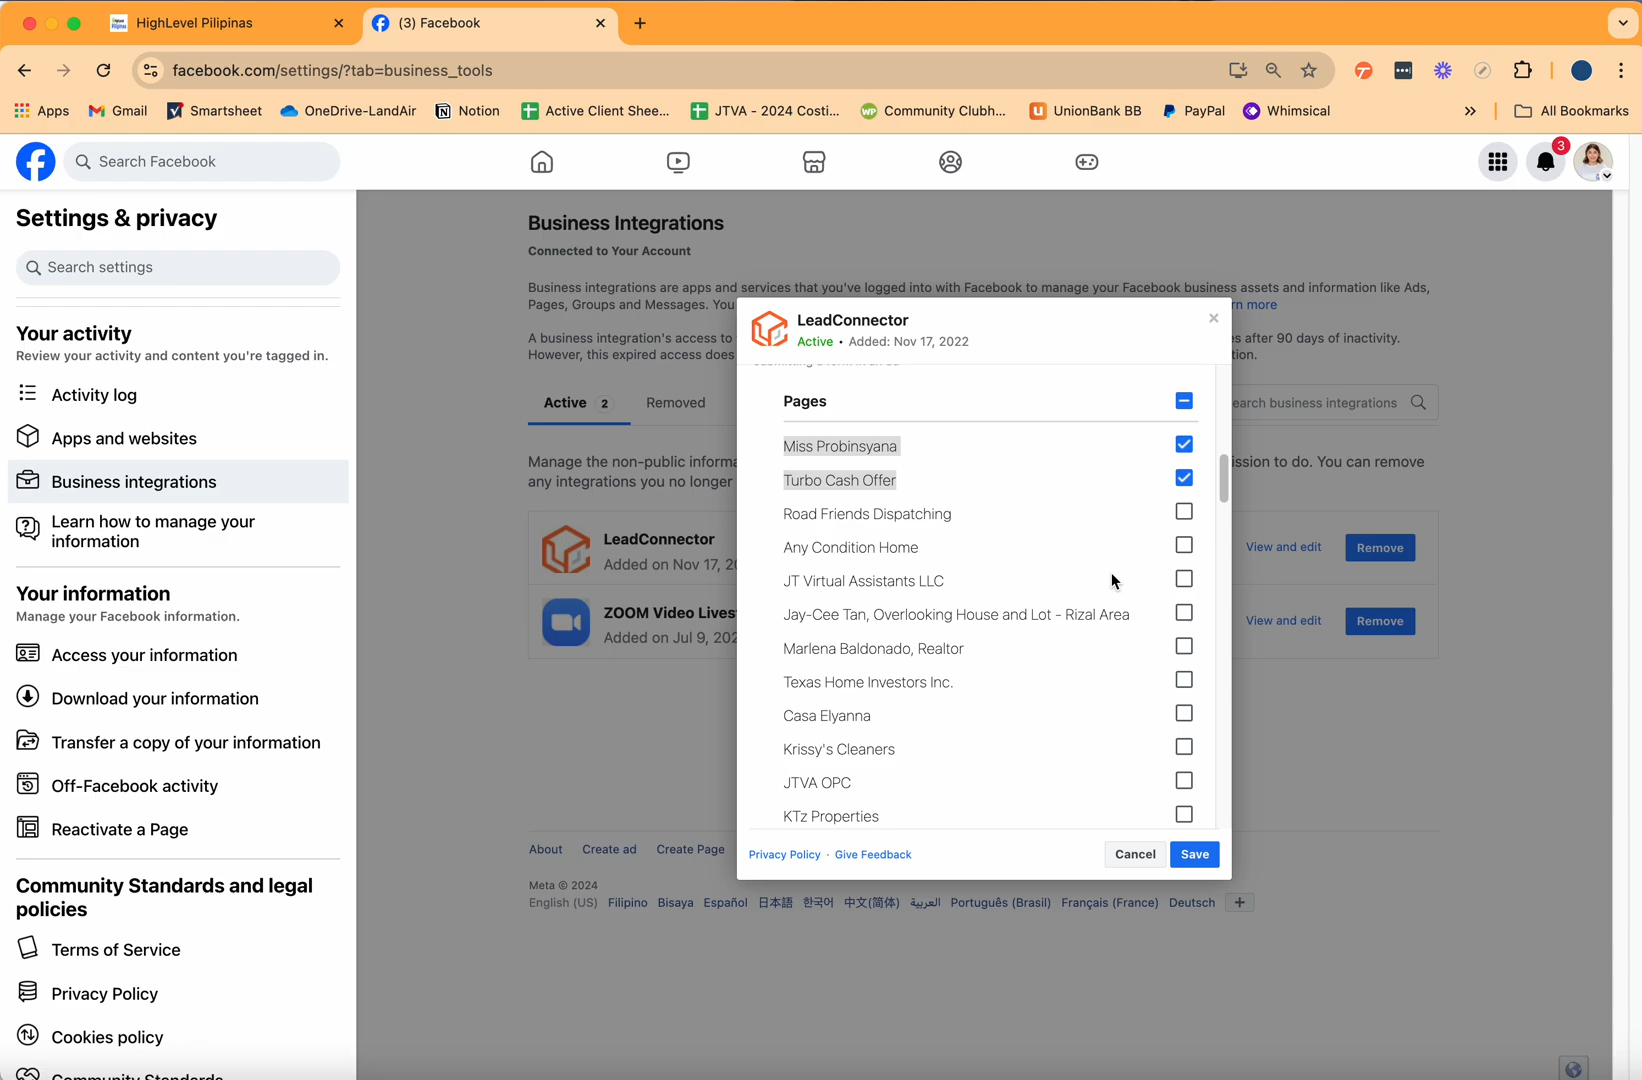 HighLevel Pilipinas
(3) Facebook
facebook.com/settings/?tab=business_tools
Apps
Gmail
Smartsheet
OneDrive-LandAir
Notion
Active Client Shee...
JTVA - 2024 Costi...
Community Clubh...
UnionBank BB
PayPal
Whimsical
»
All Bookmarks
Search Facebook
3
Settings & privacy
Search settings
Your activity
Review your activity and content you're tagged in.
Activity log
Apps and websites
Business integrations
Learn how to manage your
information
Your information
Manage your Facebook information.
Access your information
Download your information
Transfer a copy of your information
Off-Facebook activity
Reactivate a Page
Community Standards and legal
policies
Terms of Service
Privacy Policy
Cookies policy
Community Standards
Business Integrations
Connected to Your Account
Business integrations are apps and services that you've logged into with Facebook to manage your Facebook business assets and information like Ads,
Pages, Groups and Messages. You
rn more
A business integration's access to
es after 90 days of inactivity.
However, this expired access does
tion.
Active 2
Removed
earch business integrations
Manage the non-public informa
ission to do. You can remove
any integrations you no longer
LeadConnector
Added on Nov 17, 20
View and edit
Remove
ZOOM Video Livest
Added on Jul 9, 202
View and edit
Remove
LeadConnector
Active • Added: Nov 17, 2022
Pages
Miss Probinsyana
Turbo Cash Offer
Road Friends Dispatching
Any Condition Home
JT Virtual Assistants LLC
Jay-Cee Tan, Overlooking House and Lot - Rizal Area
Marlena Baldonado, Realtor
Texas Home Investors Inc.
Casa Elyanna
Krissy's Cleaners
JTVA OPC
KTz Properties
Privacy Policy · Give Feedback
Cancel
Save
About
Create ad
Create Page
Meta © 2024
English (US) Filipino Bisaya Español 日本語 한국어 中文(简体) العربية Português (Brasil) Français (France) Deutsch